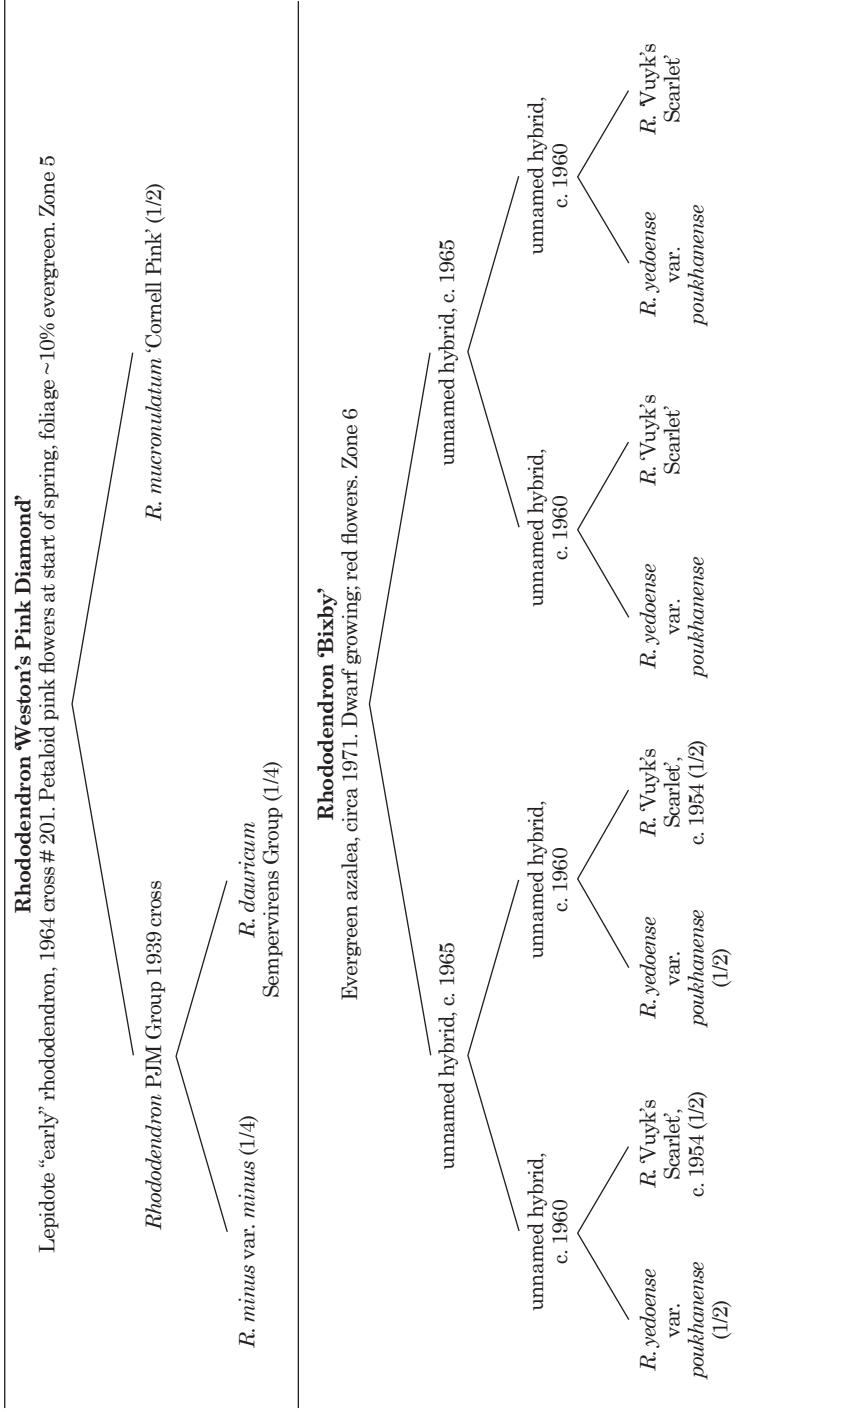 Rhododendron ‘Weston’s Pink Diamond’
Lepidote “early” rhododendron, 1964 cross # 201. Petaloid pink flowers at start of spring, foliage ~10% evergreen. Zone 5
Rhododendron PJM Group 1939 cross
R. mucronulatum ‘Cornell Pink’ (1/2)
R. minus var. minus (1/4)
R. dauricum
Sempervirens Group (1/4)
Rhododendron ‘Bixby’
Evergreen azalea, circa 1971. Dwarf growing; red flowers. Zone 6
unnamed hybrid, c. 1965
unnamed hybrid, c. 1965
unnamed hybrid,
c. 1960
unnamed hybrid,
c. 1960
unnamed hybrid,
c. 1960
unnamed hybrid,
c. 1960
R. yedoense
var.
poukhanense
(1/2)
R. ‘Vuyk’s
Scarlet’,
c. 1954 (1/2)
R. yedoense
var.
poukhanense
(1/2)
R. ‘Vuyk’s
Scarlet’,
c. 1954 (1/2)
R. yedoense
var.
poukhanense
R. ‘Vuyk’s
Scarlet’
R. yedoense
var.
poukhanense
R. ‘Vuyk’s
Scarlet’